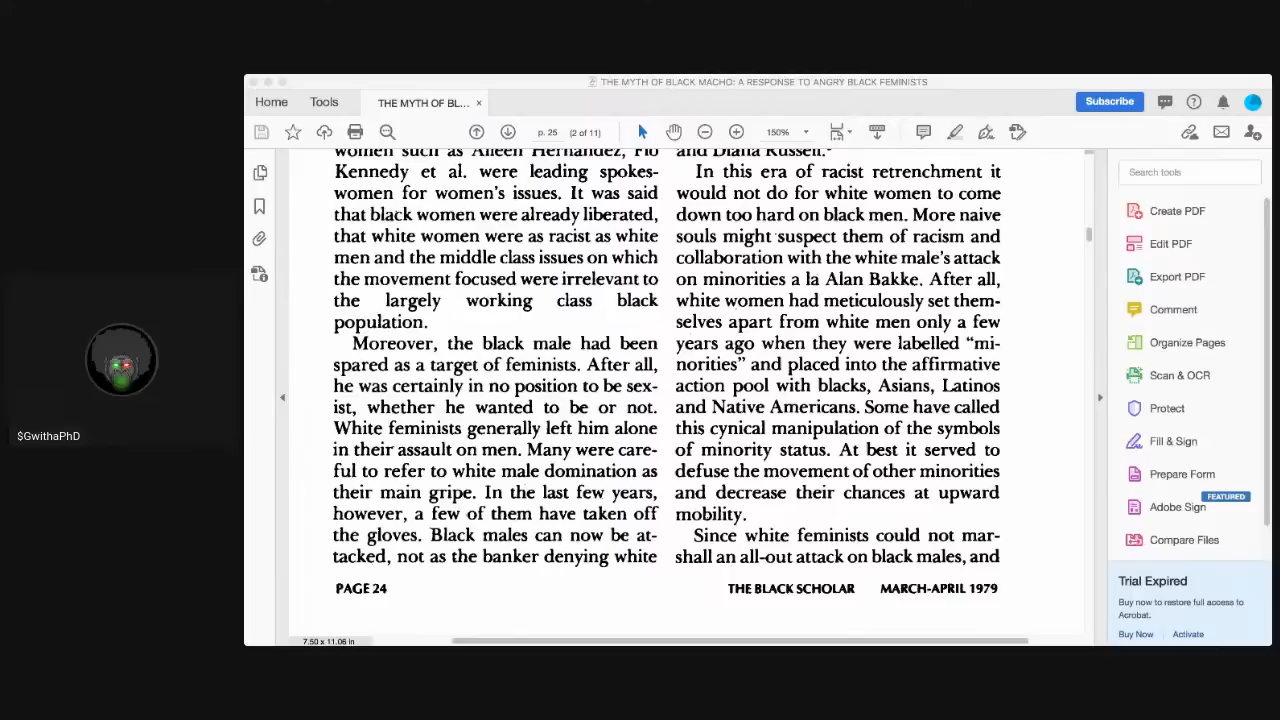 THE MYTH OF BLACK MACHO: A RESPONSE TO ANGRY BLACK FEMINISTS
Home
Tools
THE MYTH OF BL... ×
Subscribe
p. 25
(2 of 11)
150%
women such as Aileen Hernandez, Flo
Kennedy et al. were leading spokes-
women for women's issues. It was said
that black women were already liberated,
that white women were as racist as white
men and the middle class issues on which
the movement focused were irrelevant to
the largely working class black
population.
Moreover, the black male had been
spared as a target of feminists. After all,
he was certainly in no position to be sex-
ist, whether he wanted to be or not.
White feminists generally left him alone
in their assault on men. Many were care-
ful to refer to white male domination as
their main gripe. In the last few years,
however, a few of them have taken off
the gloves. Black males can now be at-
tacked, not as the banker denying white
PAGE 24
and Diana Russell.
In this era of racist retrenchment it
would not do for white women to come
down too hard on black men. More naive
souls might suspect them of racism and
collaboration with the white male's attack
on minorities a la Alan Bakke. After all,
white women had meticulously set them-
selves apart from white men only a few
years ago when they were labelled "mi-
norities" and placed into the affirmative
action pool with blacks, Asians, Latinos
and Native Americans. Some have called
this cynical manipulation of the symbols
of minority status. At best it served to
defuse the movement of other minorities
and decrease their chances at upward
mobility.
Since white feminists could not mar-
shall an all-out attack on black males, and
THE BLACK SCHOLAR MARCH-APRIL 1979
7.50 x 11.06 in
Search tools
Create PDF
Edit PDF
Export PDF
Comment
Organize Pages
Scan & OCR
Protect
Fill & Sign
Prepare Form
FEATURED
Adobe Sign
Compare Files
Trial Expired
Buy now to restore full access to
Acrobat.
Buy Now
Activate
$GwithaPhD